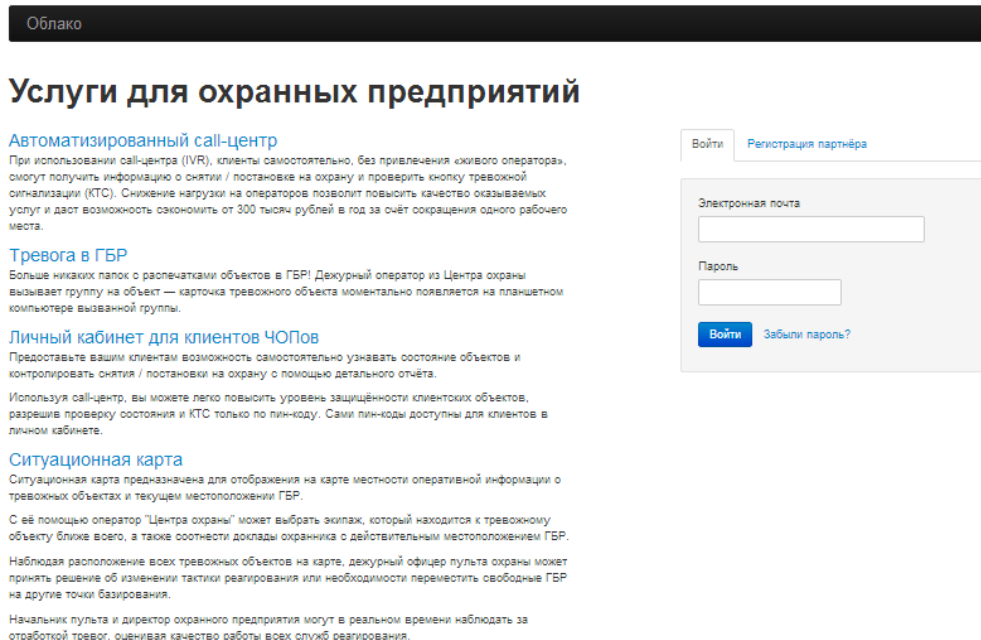 Облако
Услуги для охранных предприятий
Автоматизированный call-центр
При использовании call-центра (IVR), клиенты самостоятельно, без привлечения «живого оператора»,
смогут получить информацию о снятии / постановке на охрану и проверить кнопку тревожной
сигнализации (КТС). Снижение нагрузки на операторов позволит повысить качество оказываемых
услуг и даст возможность сэкономить от 300 тысяч рублей в год за счёт сокращения одного рабочего
места.
Тревога в ГБР
Больше никаких папок с распечатками объектов в ГБР! Дежурный оператор из Центра охраны
вызывает группу на объект — карточка тревожного объекта моментально появляется на планшетном
компьютере вызванной группы.
Личный кабинет для клиентов ЧОПов
Предоставьте вашим клиентам возможность самостоятельно узнавать состояние объектов и
контролировать снятия / постановки на охрану с помощью детального отчёта.
Используя call-центр, вы можете легко повысить уровень защищённости клиентских объектов,
разрешив проверку состояния и КТС только по пин-коду. Сами пин-коды доступны для клиентов в
личном кабинете.
Ситуационная карта
Ситуационная карта предназначена для отображения на карте местности оперативной информации о
тревожных объектах и текущем местоположении ГБР.
С её помощью оператор "Центра охраны" может выбрать экипаж, который находится к тревожному
объекту ближе всего, а также соотнести доклады охранника с действительным местоположением ГБР.
Наблюдая расположение всех тревожных объектов на карте, дежурный офицер пульта охраны может
принять решение об изменении тактики реагирования или необходимости переместить свободные ГБР
на другие точки базирования.
Начальник пульта и директор охранного предприятия могут в реальном времени наблюдать за
отработкой тревог, оценивая качество работы всех служб реагирования.
Войти
Регистрация партнёра
Электронная почта
Пароль
Войти
Забыли пароль?